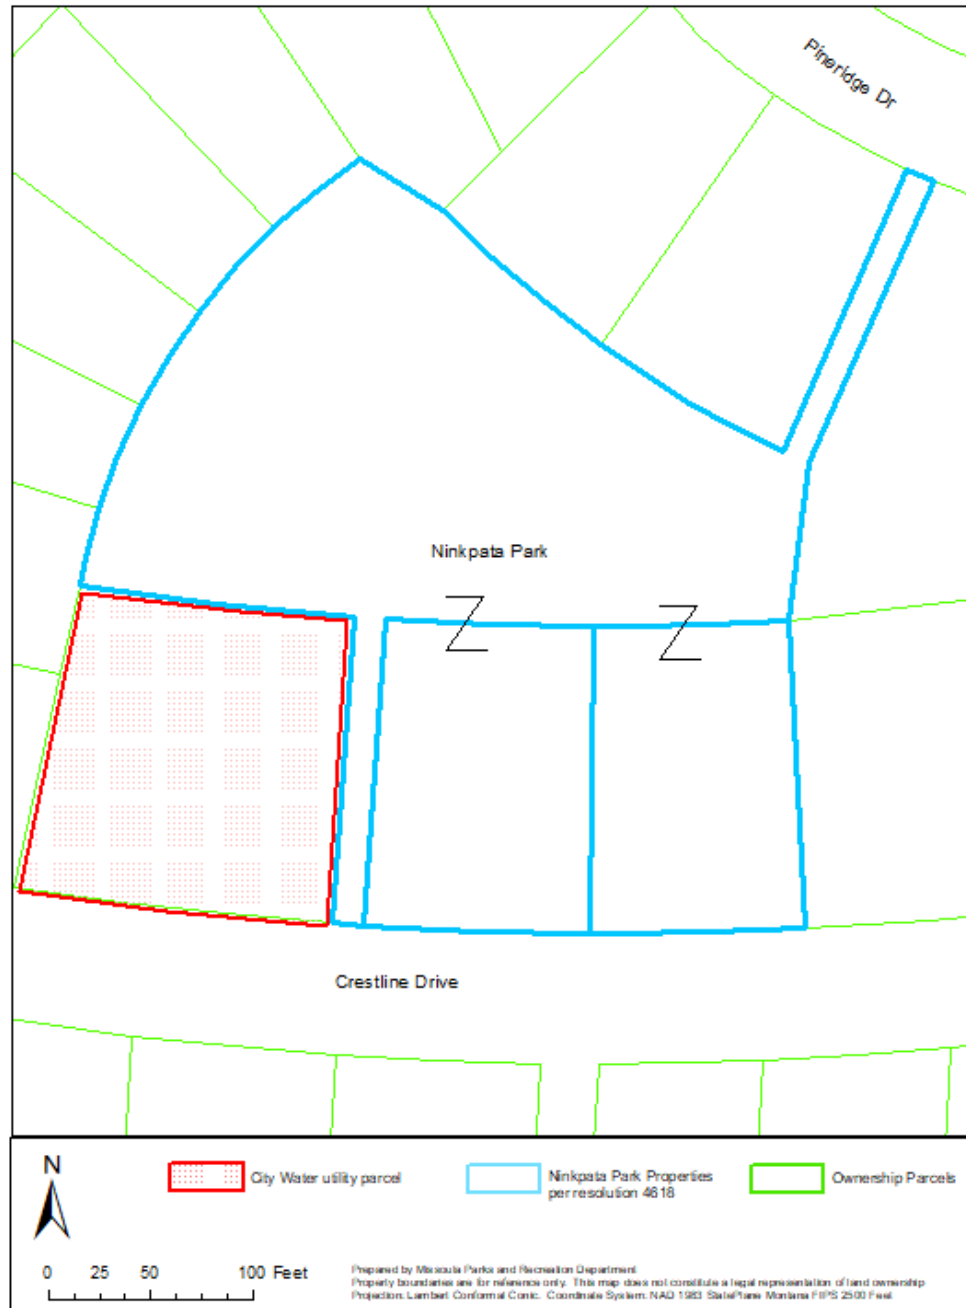 Pineridge Dr
Ninkpata Park
Crestline Drive
N
City Water utility parcel
Ninkpata Park Properties
per resolution 4618
Ownership Parcels
0 25 50 100 Feet
Prepared by Missoula Parks and Recreation Department
Property boundaries are for reference only. This map does not constitute a legal representation of land ownership
Projection: Lambert Conformal Conic. Coordinate System: NAD 1983 StatePlane Montana FIPS 2500 Feet